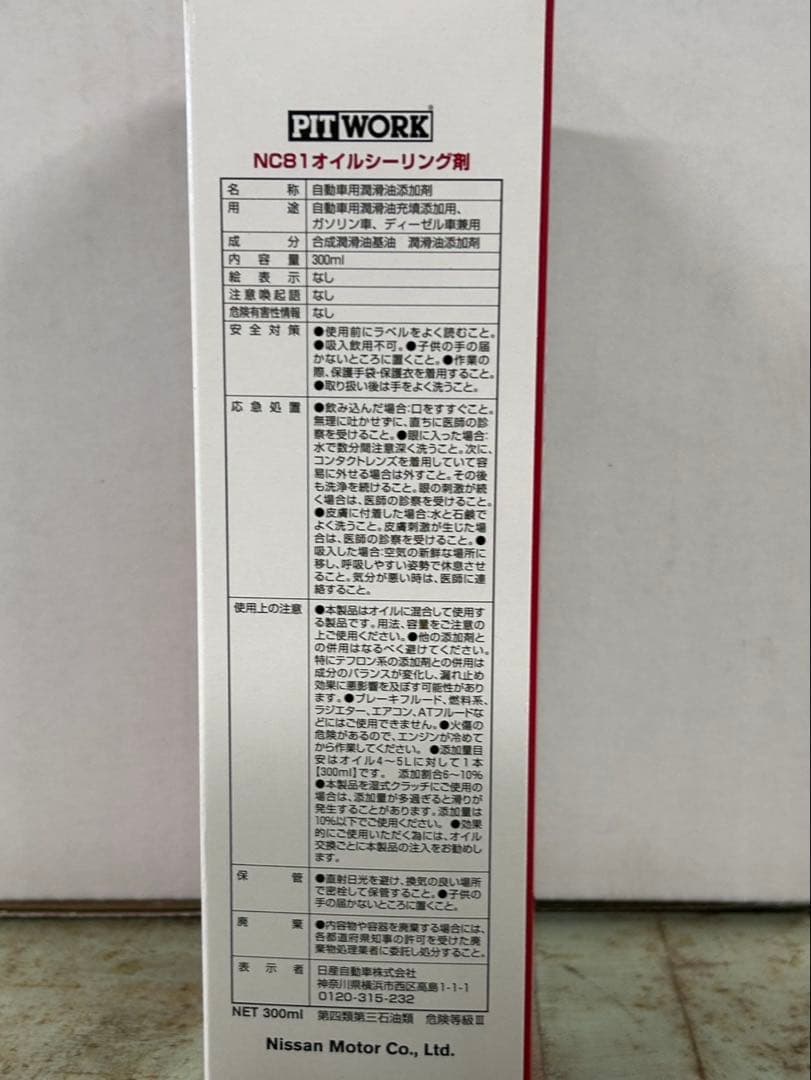 PIT WORK®
NC81オイルシーリング剤
名称 自動車用潤滑油添加剤
用途 自動車用潤滑油充填添加用、
ガソリン車、ディーゼル車兼用
成分 合成潤滑油基油 潤滑油添加剤
内容量 300ml
絵表示 なし
注意喚起語 なし
危険有害性情報 なし
安全対策 ●使用前にラベルをよく読むこと。
●吸入飲用不可。●子供の手の届
かないところに置くこと。●作業の
際、保護手袋・保護衣を着用すること。
●取り扱い後は手をよく洗うこと。
応急処置 ●飲み込んだ場合:口をすすぐこと。
無理に吐かせずに、直ちに医師の診
察を受けること。●眼に入った場合:
水で数分間注意深く洗うこと。次に、
コンタクトレンズを着用していて容
易に外せる場合は外すこと。その後
も洗浄を続けること。眼の刺激が続
く場合は、医師の診察を受けること。
●皮膚に付着した場合:水と石鹸で
よく洗うこと。皮膚刺激が生じた場
合は、医師の診察を受けること。●
吸入した場合:空気の新鮮な場所に
移し、呼吸しやすい姿勢で休息させ
ること。気分が悪い時は、医師に連
絡すること。
使用上の注意 ●本製品はオイルに混合して使用す
る製品です。用法、容量をご注意の
上ご使用ください。●他の添加剤と
の併用はなるべく避けてください。
特にテフロン系の添加剤との併用は
成分のバランスが変化し、漏れ止め
効果に悪影響を及ぼす可能性があり
ます。●ブレーキフルード、燃料系、
ラジエター、エアコン、ATフルードな
どにはご使用できません。●火傷の
危険があるので、エンジンが冷めて
から作業してください。●添加量目
安はオイル4〜5Lに対して1本
【300ml】です。 添加割合6〜10%
●本製品を湿式クラッチにご使用の
場合は、添加量が多過ぎると滑りが
発生することがあります。添加量は
10%以下でご使用ください。●効果
的にご使用いただく為には、オイル
交換ごとに本製品の注入をお勧めし
ます。
保管 ●直射日光を避け、換気の良い場所
で密栓して保管すること。●子供の
手の届かないところに置くこと。
廃棄 ●内容物や容器を廃棄する場合には、
各都道府県知事の許可を受けた廃
棄物処理業者に委託し処分すること。
表示者 日産自動車株式会社
神奈川県横浜市西区高島1-1-1
0120-315-232
NET 300ml 第四類第三石油類 危険等級Ⅲ
Nissan Motor Co., Ltd.